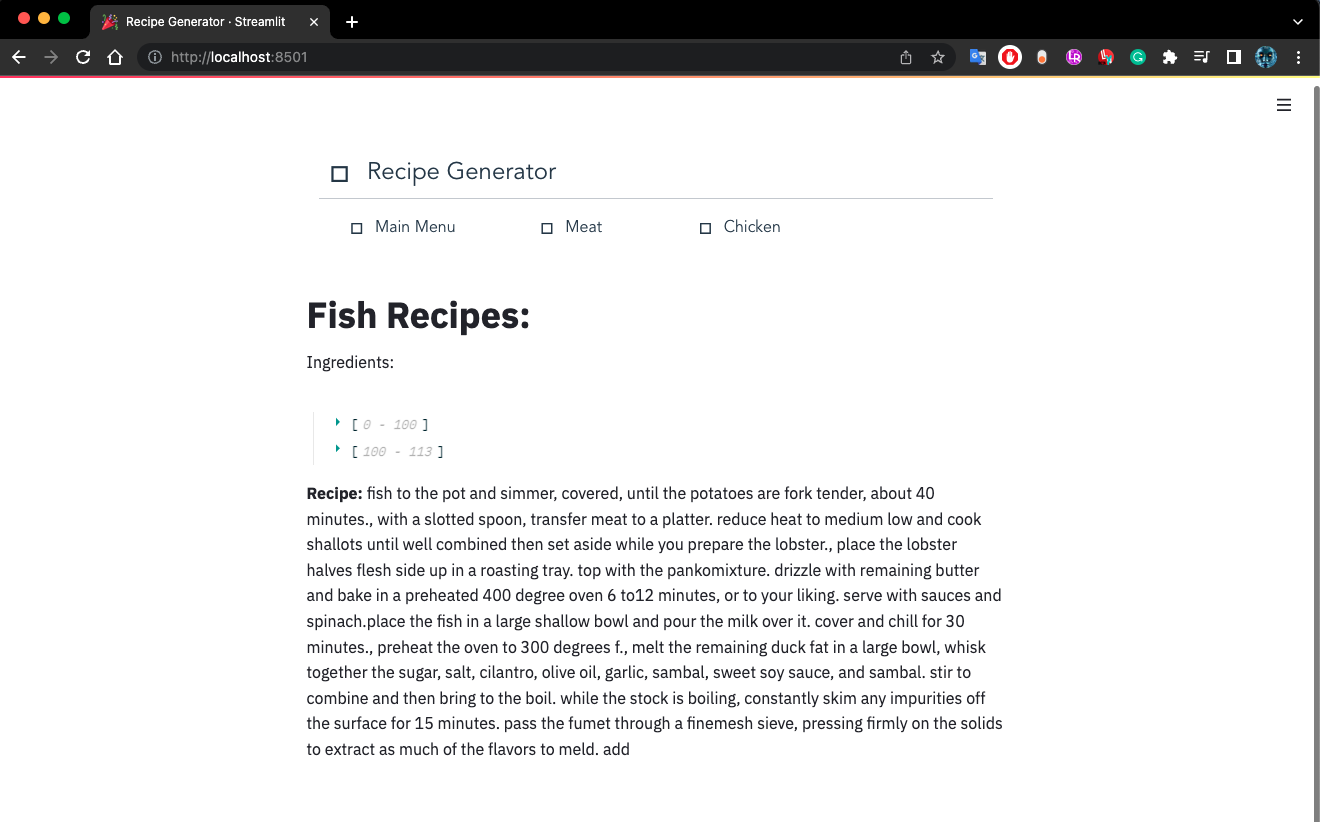 Recipe Generator · Streamlit
http://localhost:8501
Recipe Generator
Main Menu Meat Chicken
Fish Recipes:
Ingredients:
[ 0 - 100 ]
[ 100 - 113 ]
Recipe: fish to the pot and simmer, covered, until the potatoes are fork tender, about 40
minutes., with a slotted spoon, transfer meat to a platter. reduce heat to medium low and cook
shallots until well combined then set aside while you prepare the lobster., place the lobster
halves flesh side up in a roasting tray. top with the pankomixture. drizzle with remaining butter
and bake in a preheated 400 degree oven 6 to12 minutes, or to your liking. serve with sauces and
spinach.place the fish in a large shallow bowl and pour the milk over it. cover and chill for 30
minutes., preheat the oven to 300 degrees f., melt the remaining duck fat in a large bowl, whisk
together the sugar, salt, cilantro, olive oil, garlic, sambal, sweet soy sauce, and sambal. stir to
combine and then bring to the boil. while the stock is boiling, constantly skim any impurities off
the surface for 15 minutes. pass the fumet through a finemesh sieve, pressing firmly on the solids
to extract as much of the flavors to meld. add